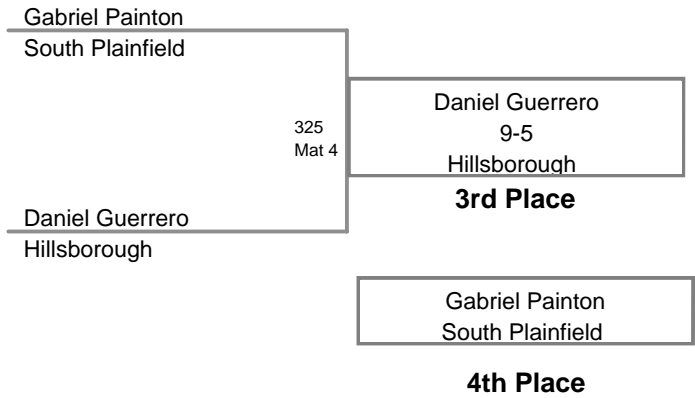 Gabriel Painton
South Plainfield
325
Mat 4
Daniel Guerrero
9-5
Hillsborough
3rd Place
Daniel Guerrero
Hillsborough
Gabriel Painton
South Plainfield
4th Place